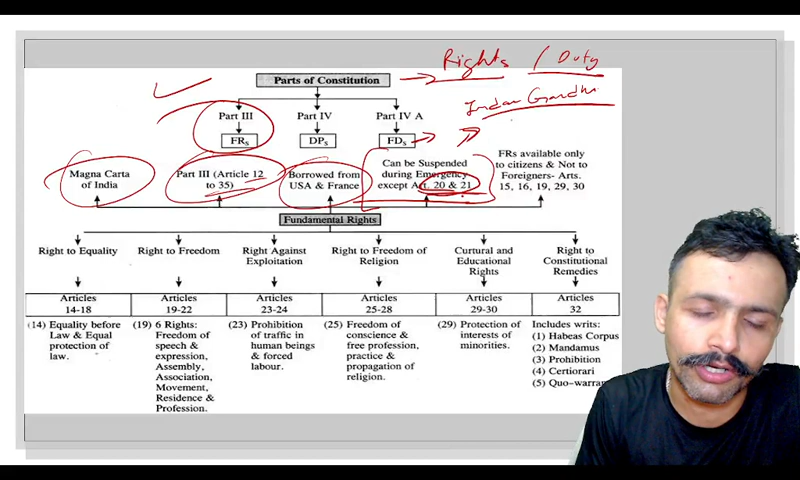 Rights / Duty
Parts of Constitution
Indira Gandhi
Part III
Part IV
Part IV A
FRs
DPs
FDs
Magna Carta
of India
Part III (Article 12
to 35)
Borrowed from
USA & France
Can be Suspended
during Emergency
except Art. 20 & 21
FRs available only
to citizens & Not to
Foreigners- Arts.
15, 16, 19, 29, 30
Fundamental Rights
Right to Equality
Right to Freedom
Right Against
Exploitation
Right to Freedom of
Religion
Curtural and
Educational
Rights
Right to
Constitutional
Remedies
Articles
14-18
Articles
19-22
Articles
23-24
Articles
25-28
Articles
29-30
Articles
32
(14) Equality before
Law & Equal
protection of
law.
(19) 6 Rights:
Freedom of
speech &
expression,
Assembly,
Association,
Movement,
Residence &
Profession.
(23) Prohibition
of traffic in
human beings
& forced
labour.
(25) Freedom of
conscience &
free profession,
practice &
propagation of
religion.
(29) Protection of
interests of
minorities.
Includes writs:
(1) Habeas Corpus
(2) Mandamus
(3) Prohibition
(4) Certiorari
(5) Quo-warran